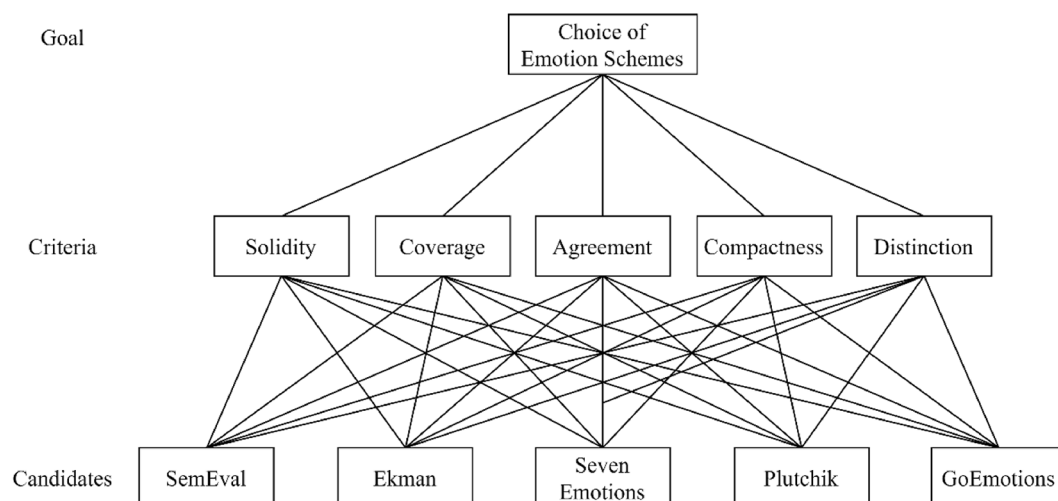 Goal
Choice of
Emotion Schemes
Criteria
Solidity
Coverage
Agreement
Compactness
Distinction
Candidates
SemEval
Ekman
Seven
Emotions
Plutchik
GoEmotions